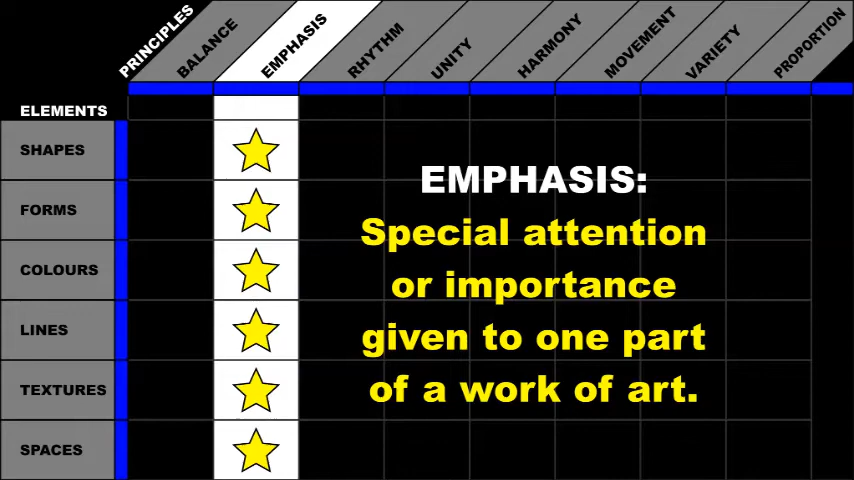 PRINCIPLES
BALANCE
EMPHASIS
RHYTHM
UNITY
HARMONY
MOVEMENT
VARIETY
PROPORTION
ELEMENTS
SHAPES
FORMS
COLOURS
LINES
TEXTURES
SPACES
EMPHASIS:
Special attention
or importance
given to one part
of a work of art.